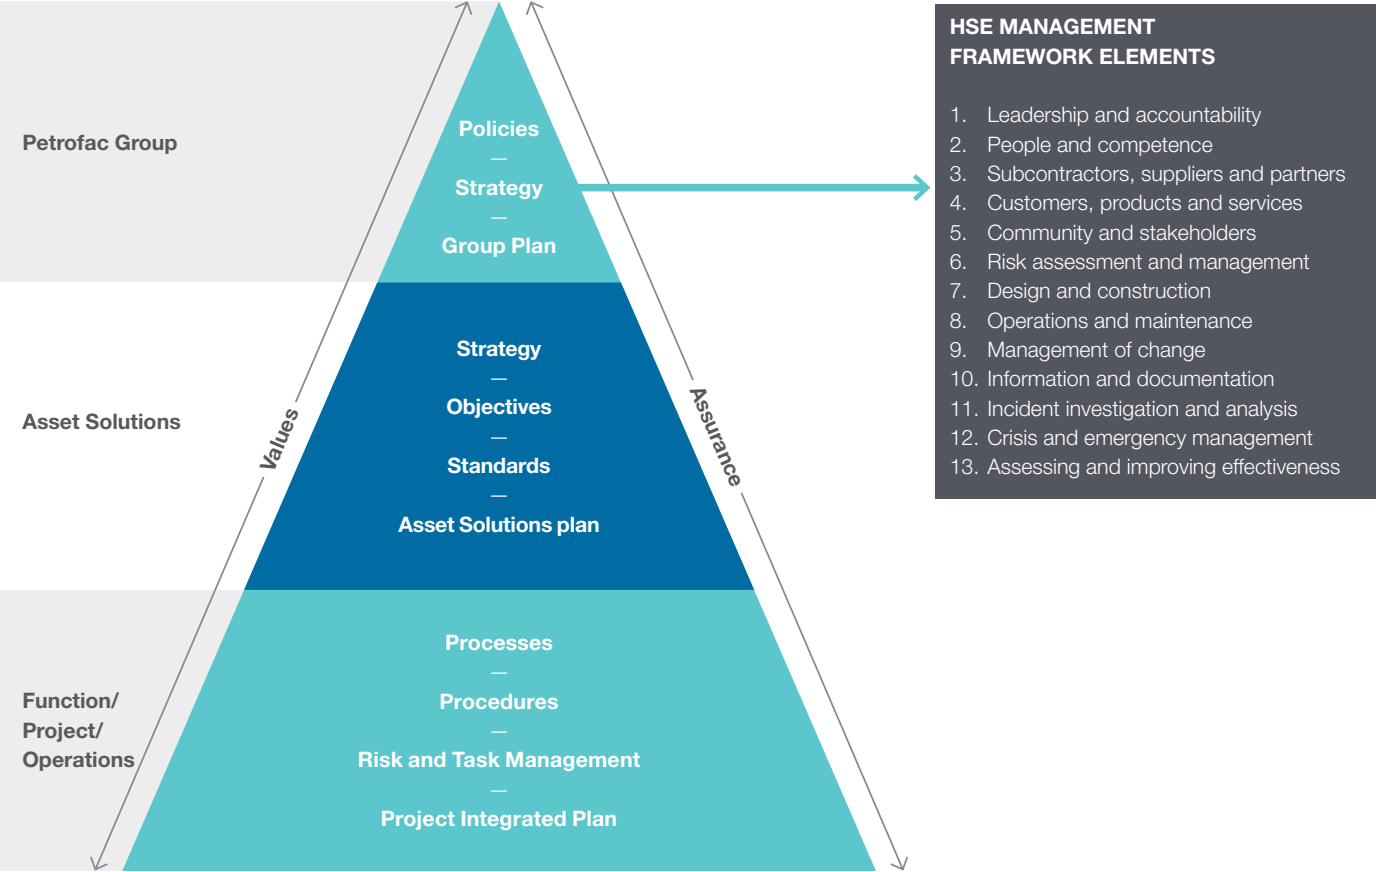 Petrofac Group
Policies
—
Strategy
—
Group Plan
Asset Solutions
Values
Strategy
—
Objectives
—
Standards
—
Asset Solutions plan
Assurance
Function/
Project/
Operations
Processes
—
Procedures
—
Risk and Task Management
—
Project Integrated Plan
HSE MANAGEMENT
FRAMEWORK ELEMENTS
1. Leadership and accountability
2. People and competence
3. Subcontractors, suppliers and partners
4. Customers, products and services
5. Community and stakeholders
6. Risk assessment and management
7. Design and construction
8. Operations and maintenance
9. Management of change
10. Information and documentation
11. Incident investigation and analysis
12. Crisis and emergency management
13. Assessing and improving effectiveness